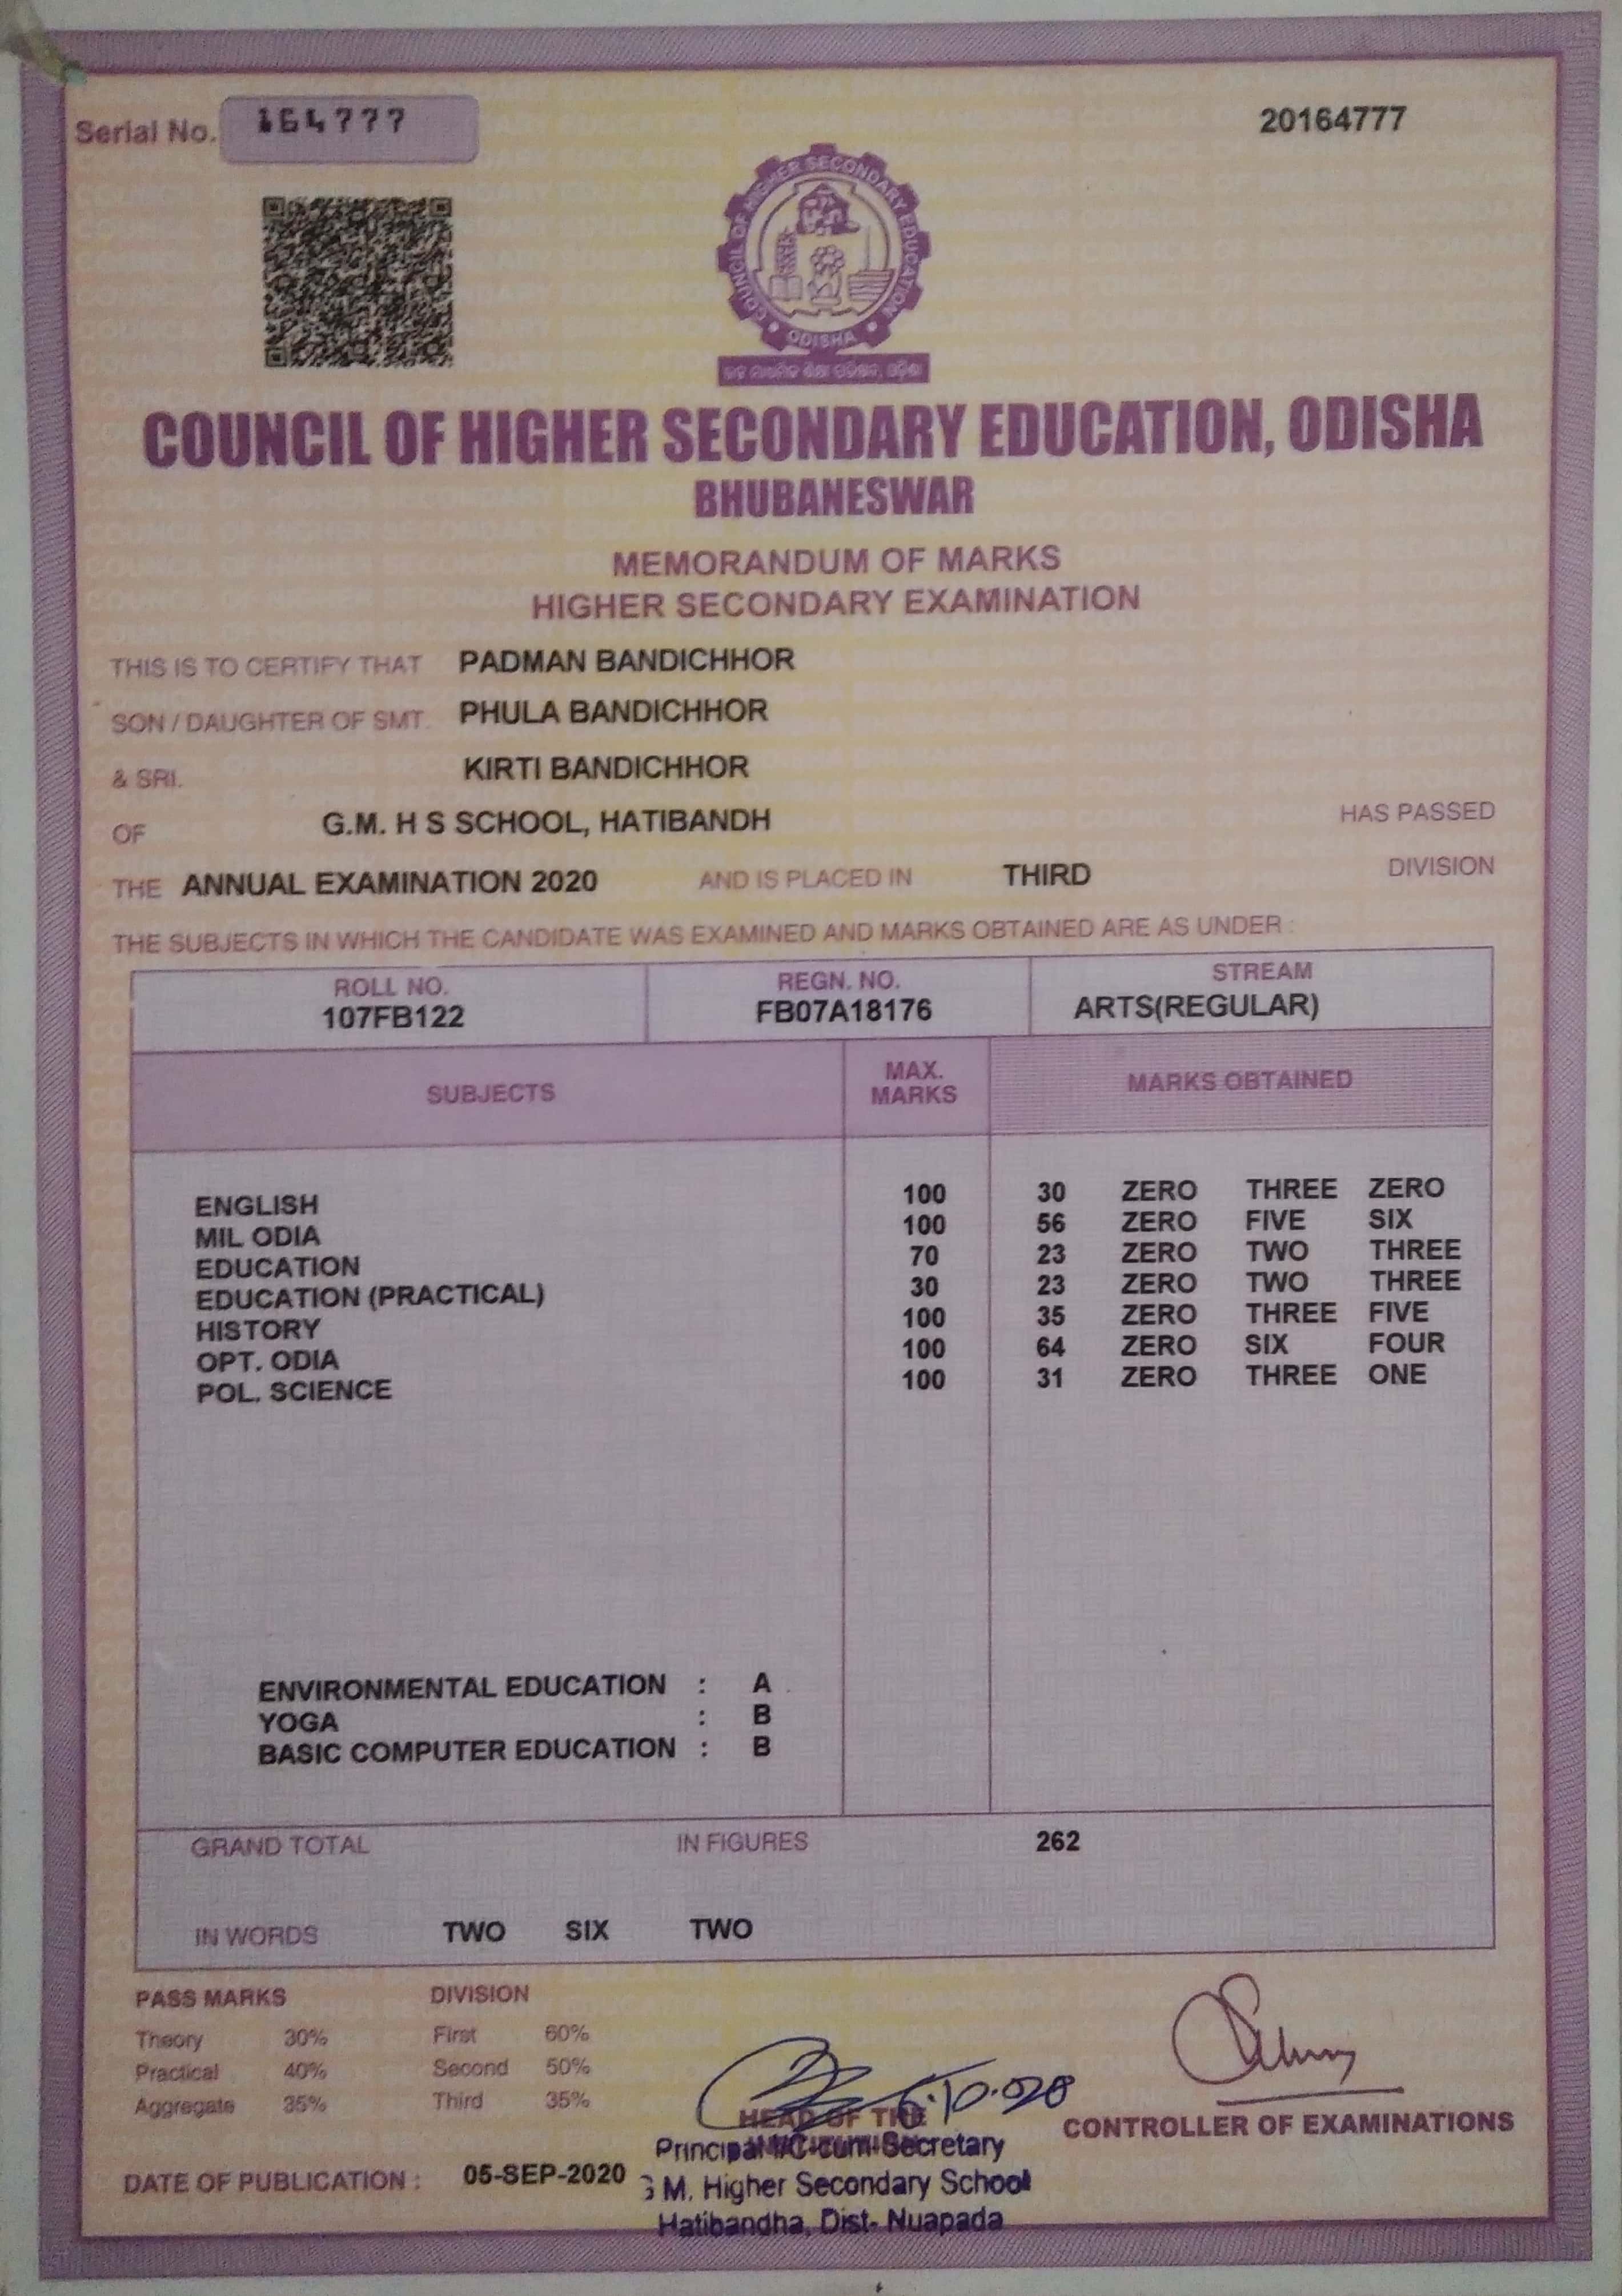 Serial No. 164777
20164777
COUNCIL OF HIGHER SECONDARY EDUCATION
ODISHA
COUNCIL OF HIGHER SECONDARY EDUCATION, ODISHA
BHUBANESWAR
MEMORANDUM OF MARKS
HIGHER SECONDARY EXAMINATION
THIS IS TO CERTIFY THAT PADMAN BANDICHHOR
SON / DAUGHTER OF SMT. PHULA BANDICHHOR
& SRI. KIRTI BANDICHHOR
OF G.M. H S SCHOOL, HATIBANDH HAS PASSED
THE ANNUAL EXAMINATION 2020 AND IS PLACED IN THIRD DIVISION
THE SUBJECTS IN WHICH THE CANDIDATE WAS EXAMINED AND MARKS OBTAINED ARE AS UNDER :
ROLL NO. REGN. NO. STREAM
107FB122 FB07A18176 ARTS(REGULAR)
SUBJECTS MAX. MARKS MARKS OBTAINED
ENGLISH 100 30 ZERO THREE ZERO
MIL ODIA 100 56 ZERO FIVE SIX
EDUCATION 70 23 ZERO TWO THREE
EDUCATION (PRACTICAL) 30 23 ZERO TWO THREE
HISTORY 100 35 ZERO THREE FIVE
OPT. ODIA 100 64 ZERO SIX FOUR
POL. SCIENCE 100 31 ZERO THREE ONE
ENVIRONMENTAL EDUCATION : A
YOGA : B
BASIC COMPUTER EDUCATION : B
GRAND TOTAL IN FIGURES 262
IN WORDS TWO SIX TWO
PASS MARKS DIVISION
Theory 30% First 60%
Practical 40% Second 50%
Aggregate 35% Third 35%
HEAD OF THE
CONTROLLER OF EXAMINATIONS
Principal I/C-cum-Secretary
DATE OF PUBLICATION : 05-SEP-2020
M. Higher Secondary School
Hatibandha, Dist- Nuapada